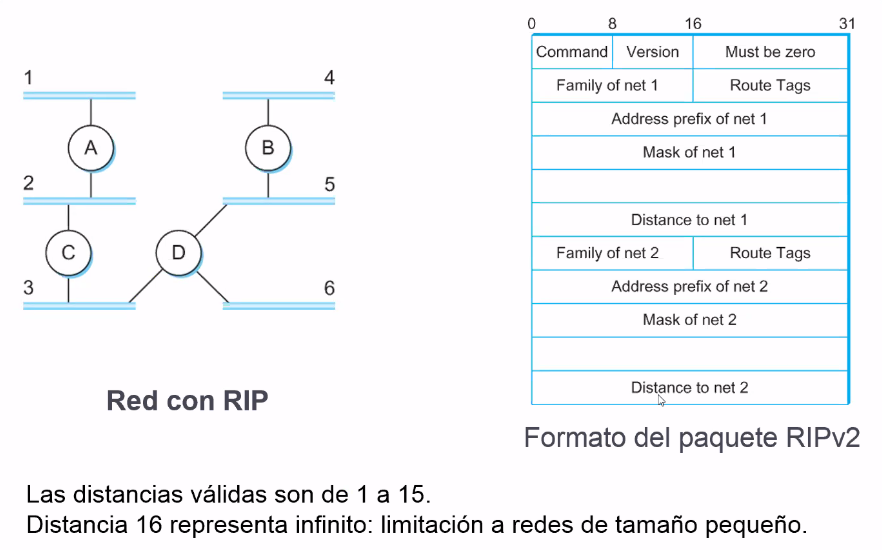 1
4
A
B
2
5
C
D
3
6
Red con RIP
0 8 16 31
Command Version Must be zero
Family of net 1 Route Tags
Address prefix of net 1
Mask of net 1
Distance to net 1
Family of net 2 Route Tags
Address prefix of net 2
Mask of net 2
Distance to net 2
Formato del paquete RIPv2
Las distancias válidas son de 1 a 15.
Distancia 16 representa infinito: limitación a redes de tamaño pequeño.